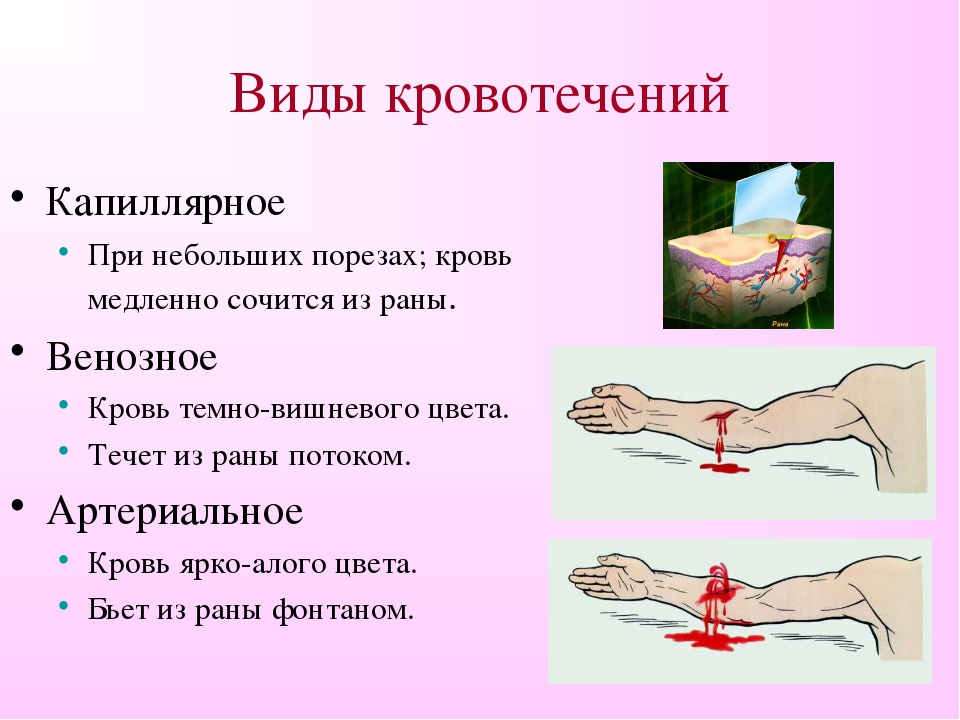 Виды кровотечений
• Капиллярное
• При небольших порезах; кровь
медленно сочится из раны.
Рана
• Венозное
• Кровь темно-вишневого цвета.
• Течет из раны потоком.
• Артериальное
• Кровь ярко-алого цвета.
• Бьет из раны фонтаном.